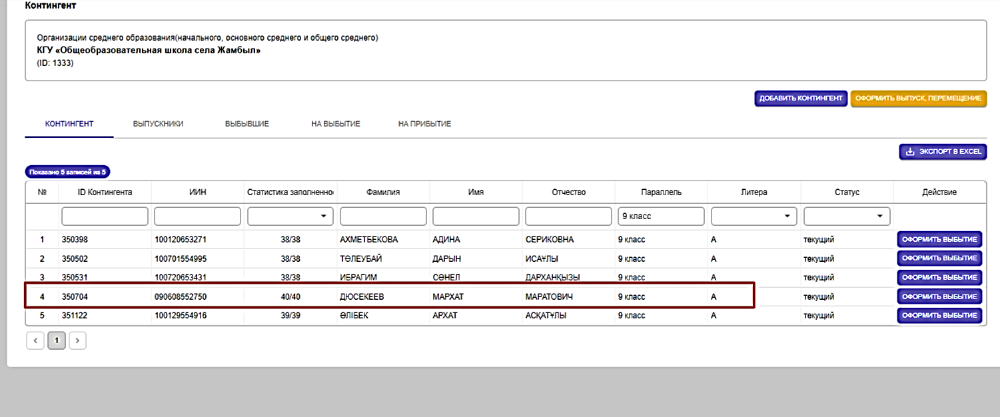 Контингент
Организации среднего образования(начального, основного среднего и общего среднего)
КГУ «Общеобразовательная школа села Жамбыл»
(ID: 1333)
ДОБАВИТЬ КОНТИНГЕНТ ОФОРМИТЬ ВЫПУСК, ПЕРЕМЕЩЕНИЕ
КОНТИНГЕНТ ВЫПУСКНИКИ ВЫБЫВШИЕ НА ВЫБЫТИЕ НА ПРИБЫТИЕ
ЭКСПОРТ В EXCEL
Показано 5 записей из 5
№ ID Контингента ИИН Статистика заполненно Фамилия Имя Отчество Параллель Литера Статус Действие
9 класс
1 350398 100120653271 38/38 АХМЕТБЕКОВА АДИНА СЕРИКОВНА 9 класс А текущий ОФОРМИТЬ ВЫБЫТИЕ
2 350502 100701554995 38/38 ТӨЛЕУБАЙ ДАРЫН ИСАҰЛЫ 9 класс А текущий ОФОРМИТЬ ВЫБЫТИЕ
3 350531 100720653431 38/38 ИБРАГИМ СӘНЕЛ ДАРХАНҚЫЗЫ 9 класс А текущий ОФОРМИТЬ ВЫБЫТИЕ
4 350704 090608552750 40/40 ДЮСЕКЕЕВ МАРХАТ МАРАТОВИЧ 9 класс А текущий ОФОРМИТЬ ВЫБЫТИЕ
5 351122 100129554916 39/39 ӘЛІБЕК АРХАТ АСҚАТҰЛЫ 9 класс А текущий ОФОРМИТЬ ВЫБЫТИЕ
1